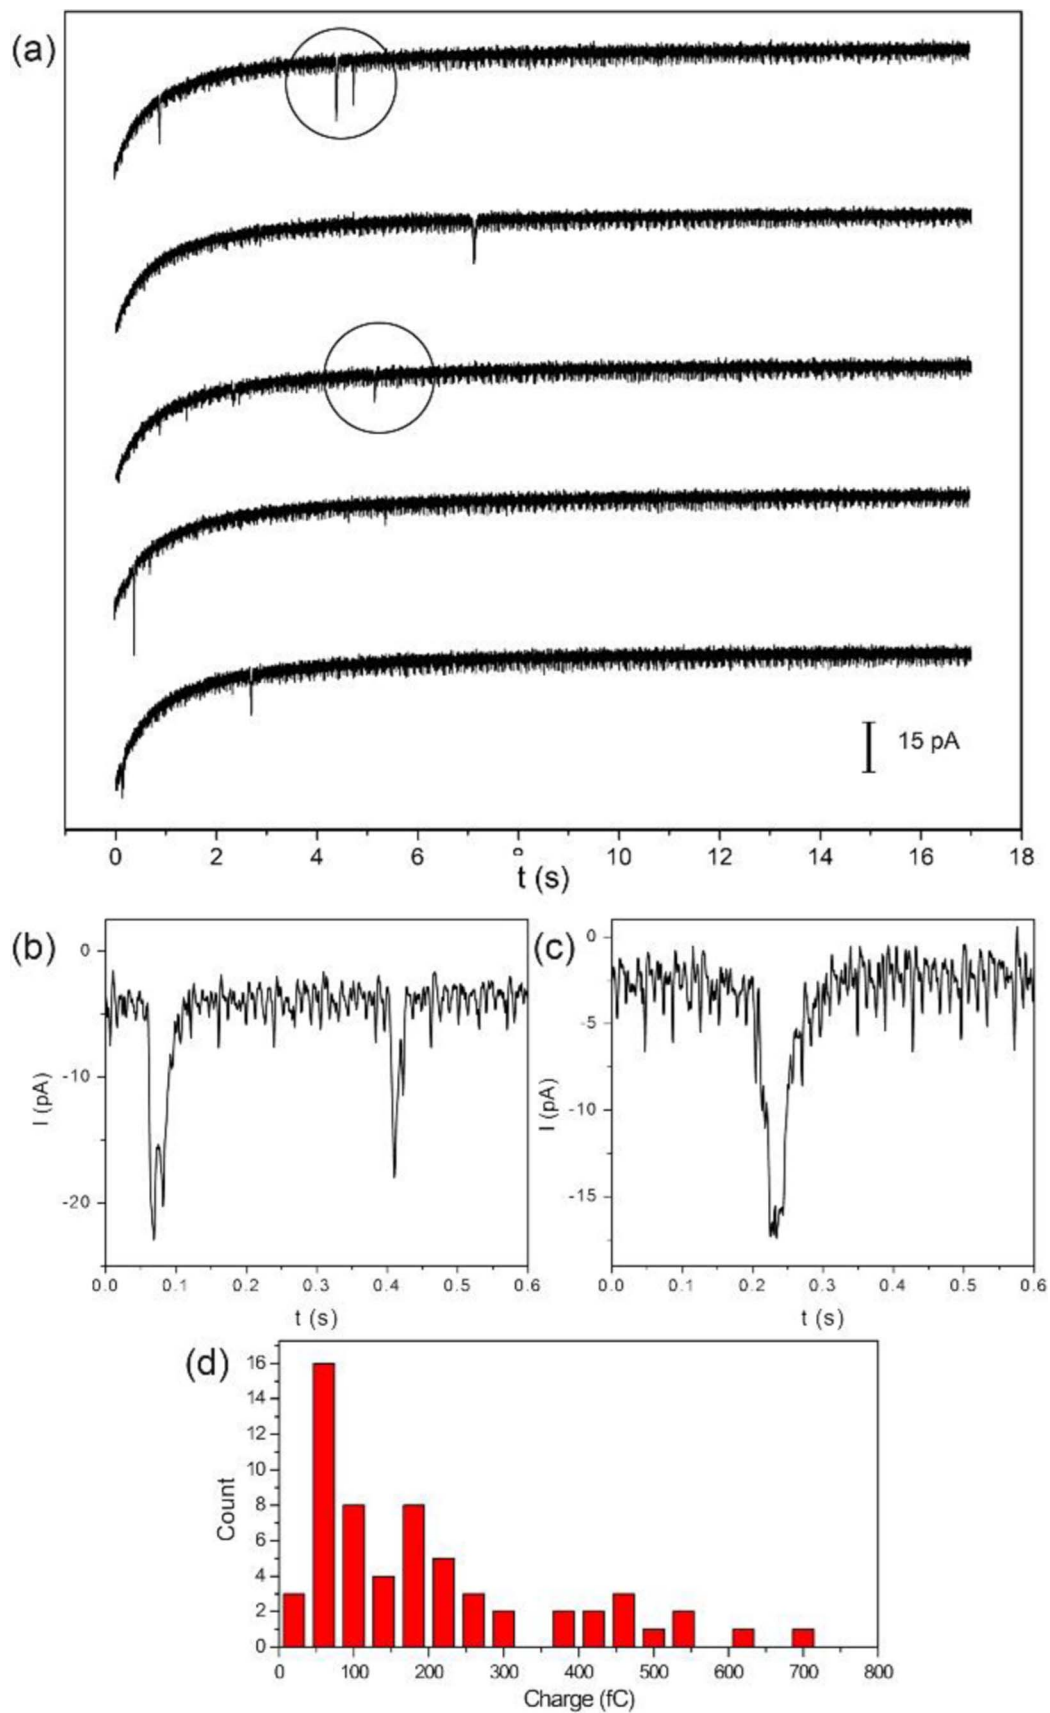 (a)
15 pA
0 2 4 6 8 10 12 14 16 18
t (s)
(b)
0
-10
-20
I (pA)
0.0 0.1 0.2 0.3 0.4 0.5 0.6
t (s)
(c)
0
-5
-10
-15
I (pA)
0.0 0.1 0.2 0.3 0.4 0.5 0.6
t (s)
(d)
16
14
12
10
8
6
4
2
0
Count
0 100 200 300 400 500 600 700 800
Charge (fC)